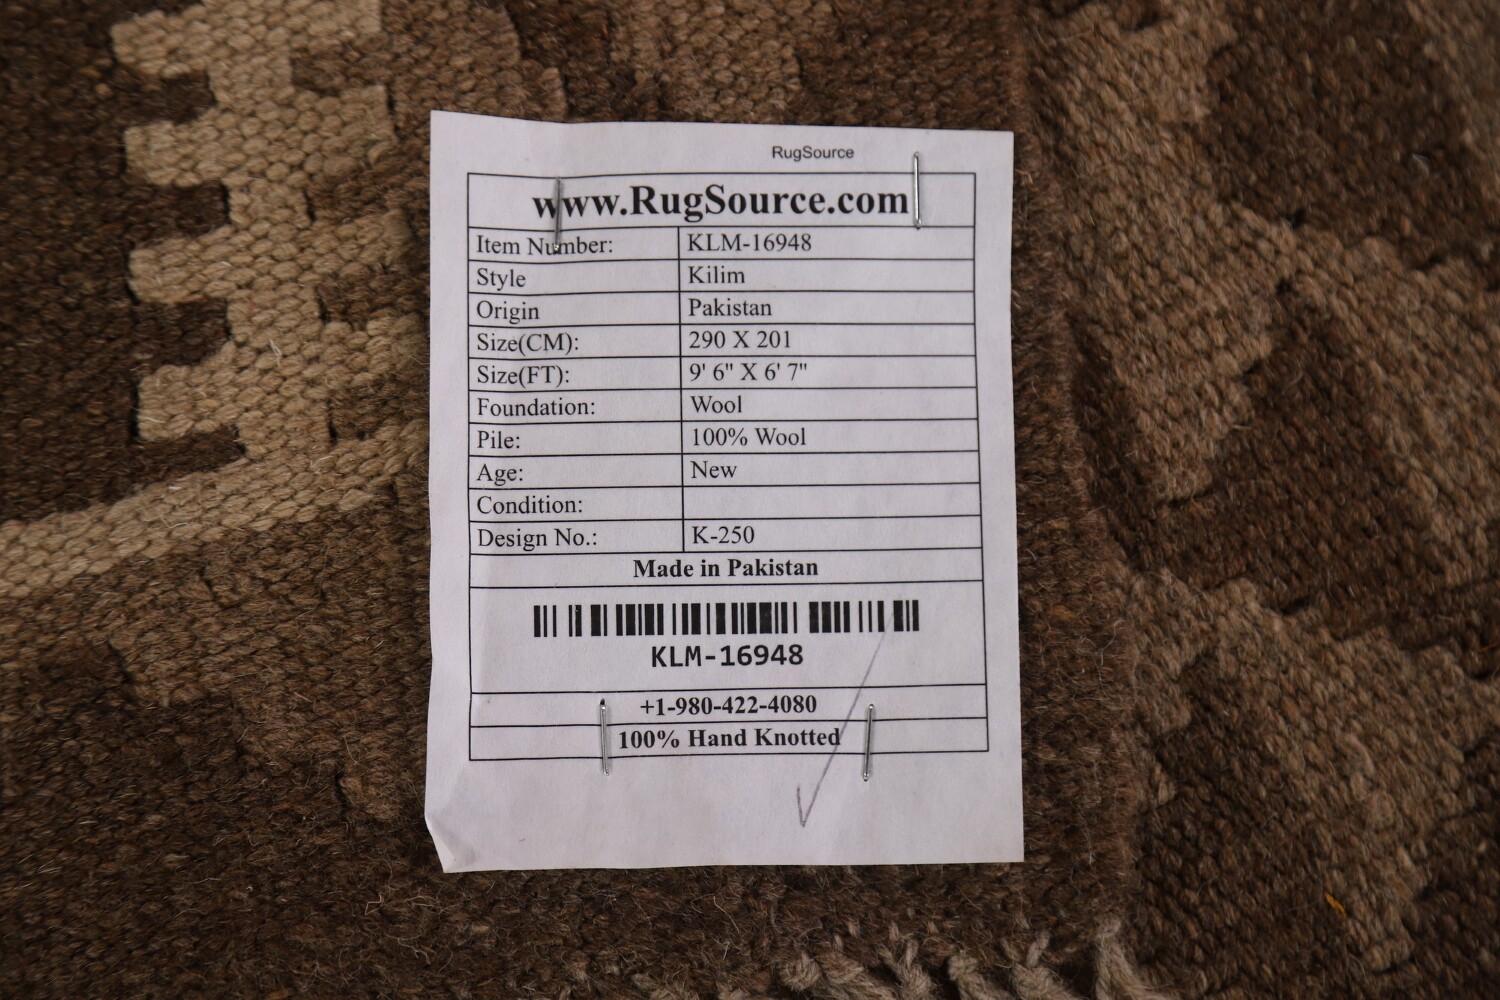 RugSource
www.RugSource.com
Item Number: KLM-16948
Style Kilim
Origin Pakistan
Size(CM): 290 X 201
Size(FT): 9' 6" X 6' 7"
Foundation: Wool
Pile: 100% Wool
Age: New
Condition:
Design No.: K-250
Made in Pakistan
KLM-16948
+1-980-422-4080
100% Hand Knotted